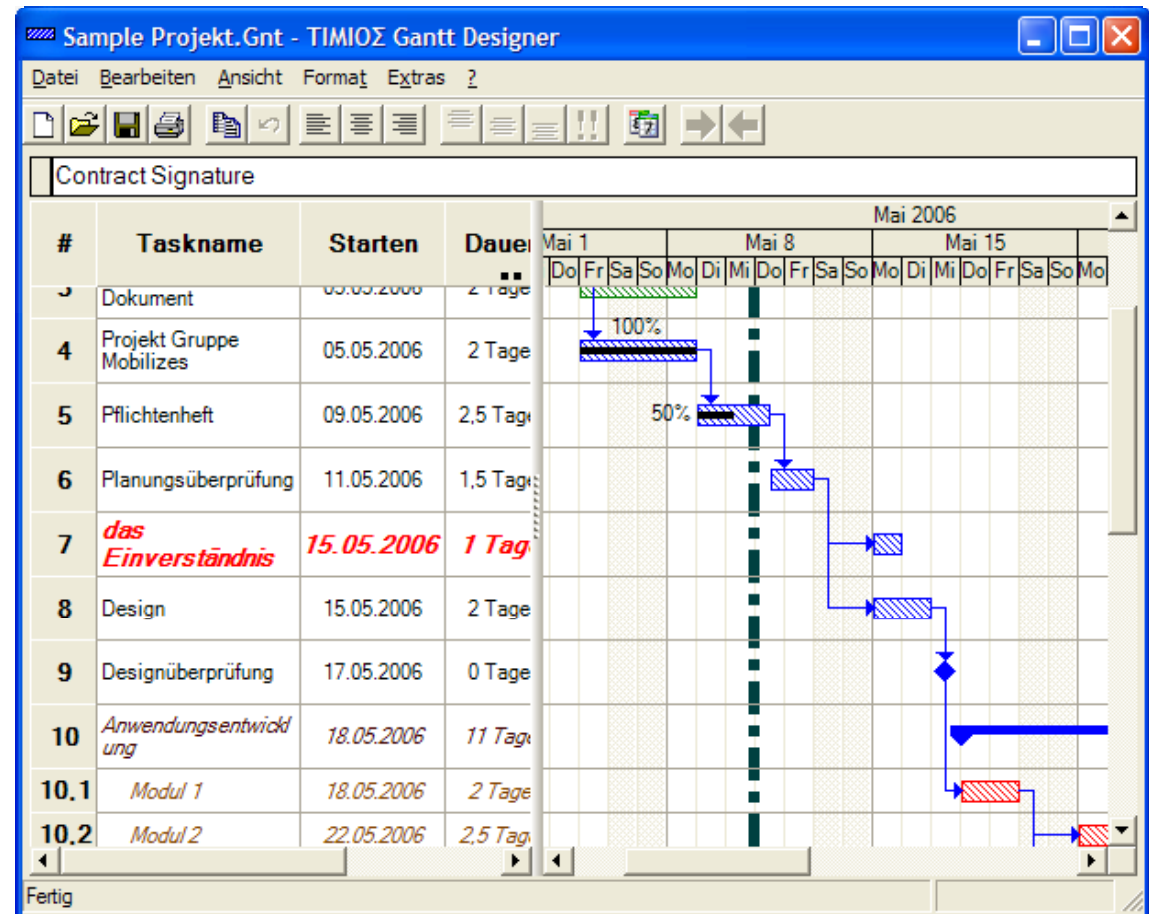 Sample Projekt.Gnt - TIMIOΣ Gantt Designer
Datei Bearbeiten Ansicht Format Extras ?
Contract Signature
# Taskname Starten Dauer
Mai 2006
Mai 1 Mai 8 Mai 15
Do Fr Sa So Mo Di Mi Do Fr Sa So Mo Di Mi Do Fr Sa So Mo
Dokument
100%
4 Projekt Gruppe Mobilizes 05.05.2006 2 Tage
5 Pflichtenheft 09.05.2006 2,5 Tage 50%
6 Planungsüberprüfung 11.05.2006 1,5 Tage
7 das Einverständnis 15.05.2006 1 Tag
8 Design 15.05.2006 2 Tage
9 Designüberprüfung 17.05.2006 0 Tage
10 Anwendungsentwicklung 18.05.2006 11 Tage
10.1 Modul 1 18.05.2006 2 Tage
10.2 Modul 2 22.05.2006 2,5 Tage
Fertig